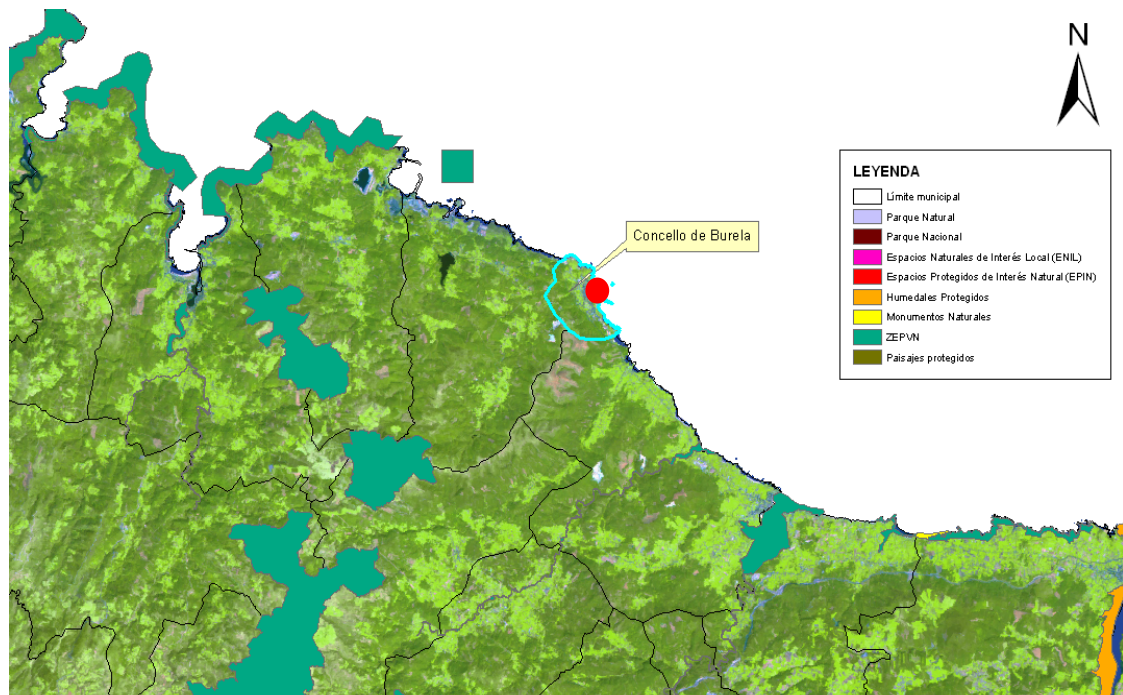 N
Concello de Burela
LEYENDA
Límite municipal
Parque Natural
Parque Nacional
Espacios Naturales de Interés Local (ENIL)
Espacios Protegidos de Interés Natural (EPIN)
Humedales Protegidos
Monumentos Naturales
ZEPVN
Paisajes protegidos